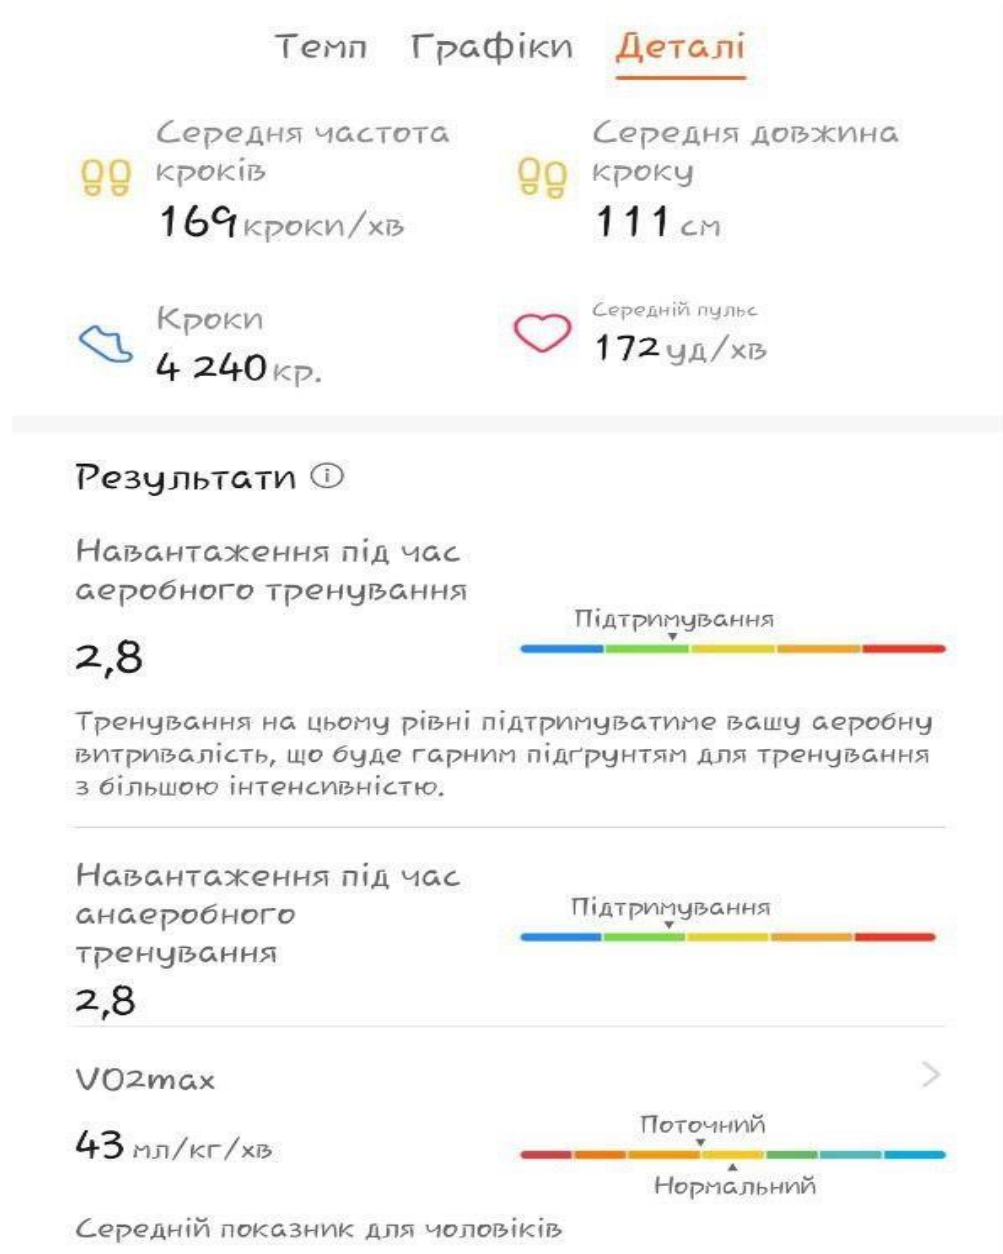 Темп Графіки Деталі
Середня частота
кроків
169 кроки/хв
Середня довжина
кроку
111 см
Кроки
4 240 кр.
Середній пульс
172 уд/хв
Результати
Навантаження під час
аеробного тренування
2,8
Підтримування
Тренування на цьому рівні підтримуватиме вашу аеробну
витривалість, що буде гарним підґрунтям для тренування
з більшою інтенсивністю.
Навантаження під час
анаеробного
тренування
2,8
Підтримування
VO2max
43 мл/кг/хв
Поточний
Нормальний
Середній показник для чоловіків